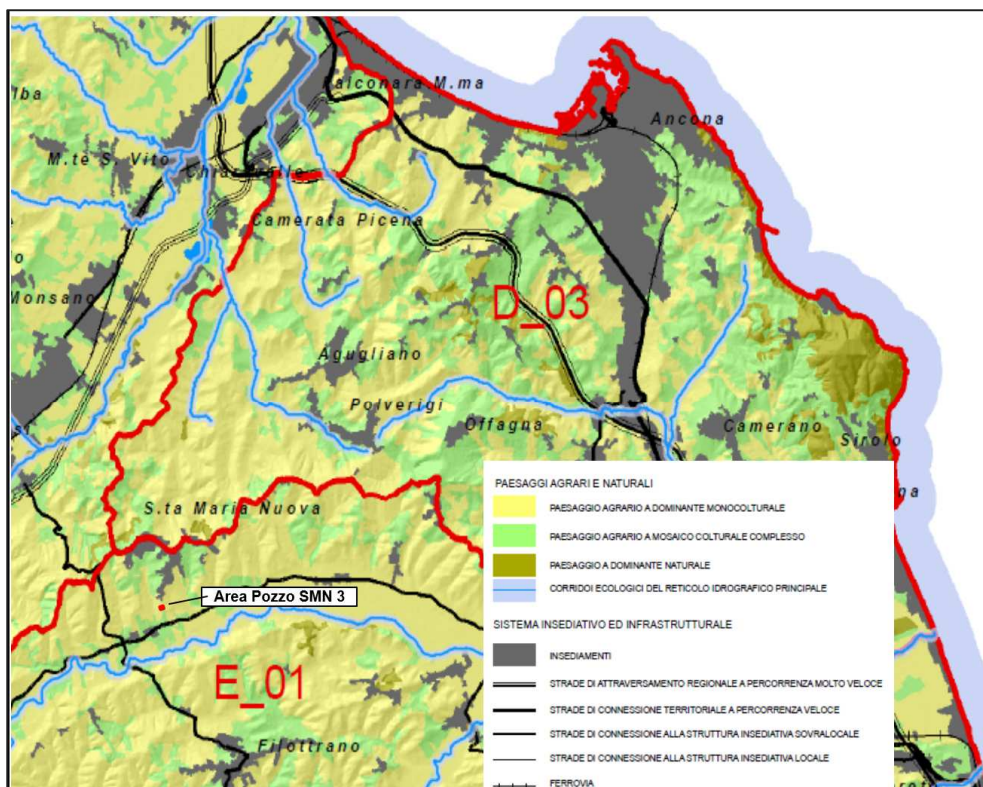 Falconara M.ma
Ancona
M.te S. Vito
Camerata Picena
Monsano
D_03
Agugliano
Polverigi
Offagna
Camerano
Sirolo
S.ta Maria Nuova
Area Pozzo SMN 3
E_01
Filottrano
PAESAGGI AGRARI E NATURALI
PAESAGGIO AGRARIO A DOMINANTE MONOCOLTURALE
PAESAGGIO AGRARIO A MOSAICO COLTURALE COMPLESSO
PAESAGGIO A DOMINANTE NATURALE
CORRIDOI ECOLOGICI DEL RETICOLO IDROGRAFICO PRINCIPALE
SISTEMA INSEDIATIVO ED INFRASTRUTTURALE
INSEDIAMENTI
STRADE DI ATTRAVERSAMENTO REGIONALE A PERCORRENZA MOLTO VELOCE
STRADE DI CONNESSIONE TERRITORIALE A PERCORRENZA VELOCE
STRADE DI CONNESSIONE ALLA STRUTTURA INSEDIATIVA SOVRALOCALE
STRADE DI CONNESSIONE ALLA STRUTTURA INSEDIATIVA LOCALE
FERROVIA